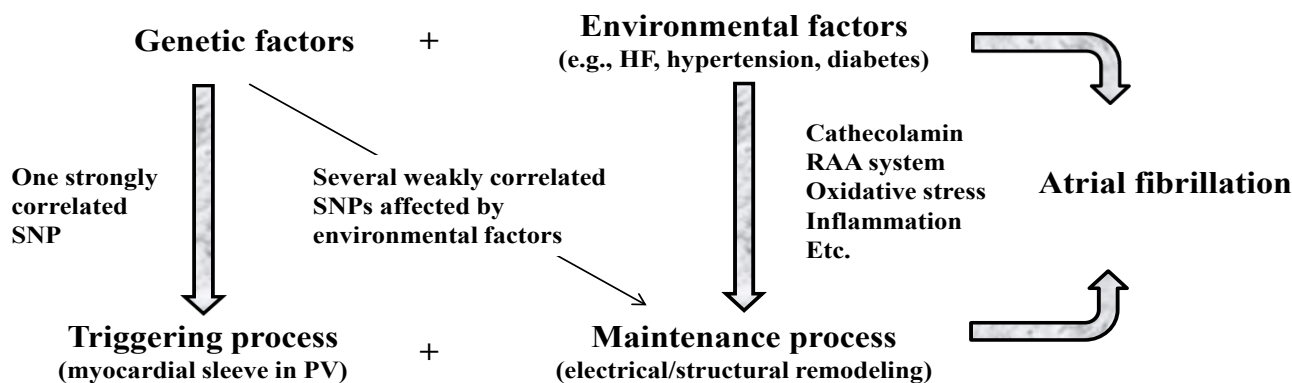 Genetic factors + Environmental factors
(e.g., HF, hypertension, diabetes)
One strongly
correlated
SNP
Several weakly correlated
SNPs affected by
environmental factors
Cathecolamin
RAA system
Oxidative stress
Inflammation
Etc.
Atrial fibrillation
Triggering process
(myocardial sleeve in PV)
+
Maintenance process
(electrical/structural remodeling)